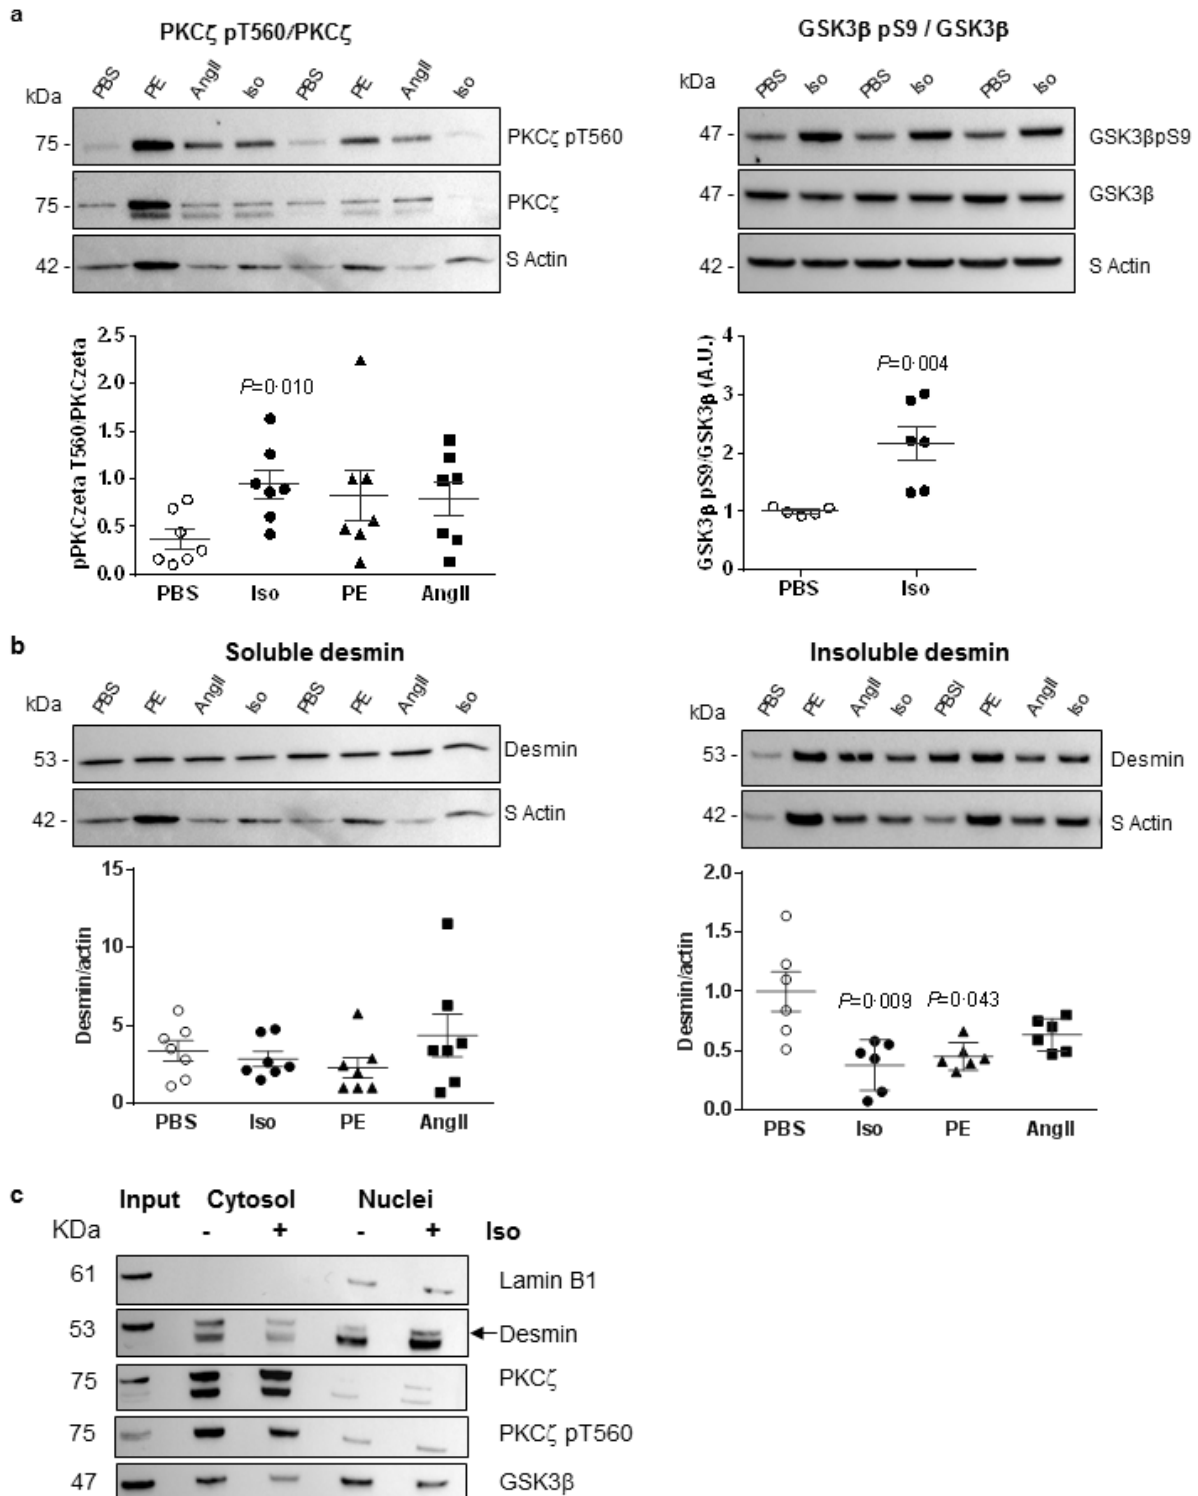 a
PKCζ pT560/PKCζ
kDa PBS PE AngII Iso PBS PE AngII Iso
75 - PKCζ pT560
75 - PKCζ
42 - S Actin
pPKCzeta T560/PKCzeta
2.5
2.0
1.5
1.0
0.5
0.0
P=0·010
PBS Iso PE AngII
GSK3β pS9 / GSK3β
kDa PBS Iso PBS Iso PBS Iso
47 - GSK3βpS9
47 - GSK3β
42 - S Actin
GSK3β pS9/GSK3β (A.U.)
4
3
2
1
0
P=0·004
PBS Iso
b
Soluble desmin
kDa PBS PE AngII Iso PBS PE AngII Iso
53 - Desmin
42 - S Actin
Desmin/actin
15
10
5
0
PBS Iso PE AngII
Insoluble desmin
kDa PBS PE AngII Iso PBSI PE AngII Iso
53 - Desmin
42 - S Actin
Desmin/actin
2.0
1.5
1.0
0.5
0.0
P=0·009 P=0·043
PBS Iso PE AngII
c
Input Cytosol Nuclei
KDa - + - + Iso
61 Lamin B1
53 Desmin
75 PKCζ
75 PKCζ pT560
47 GSK3β